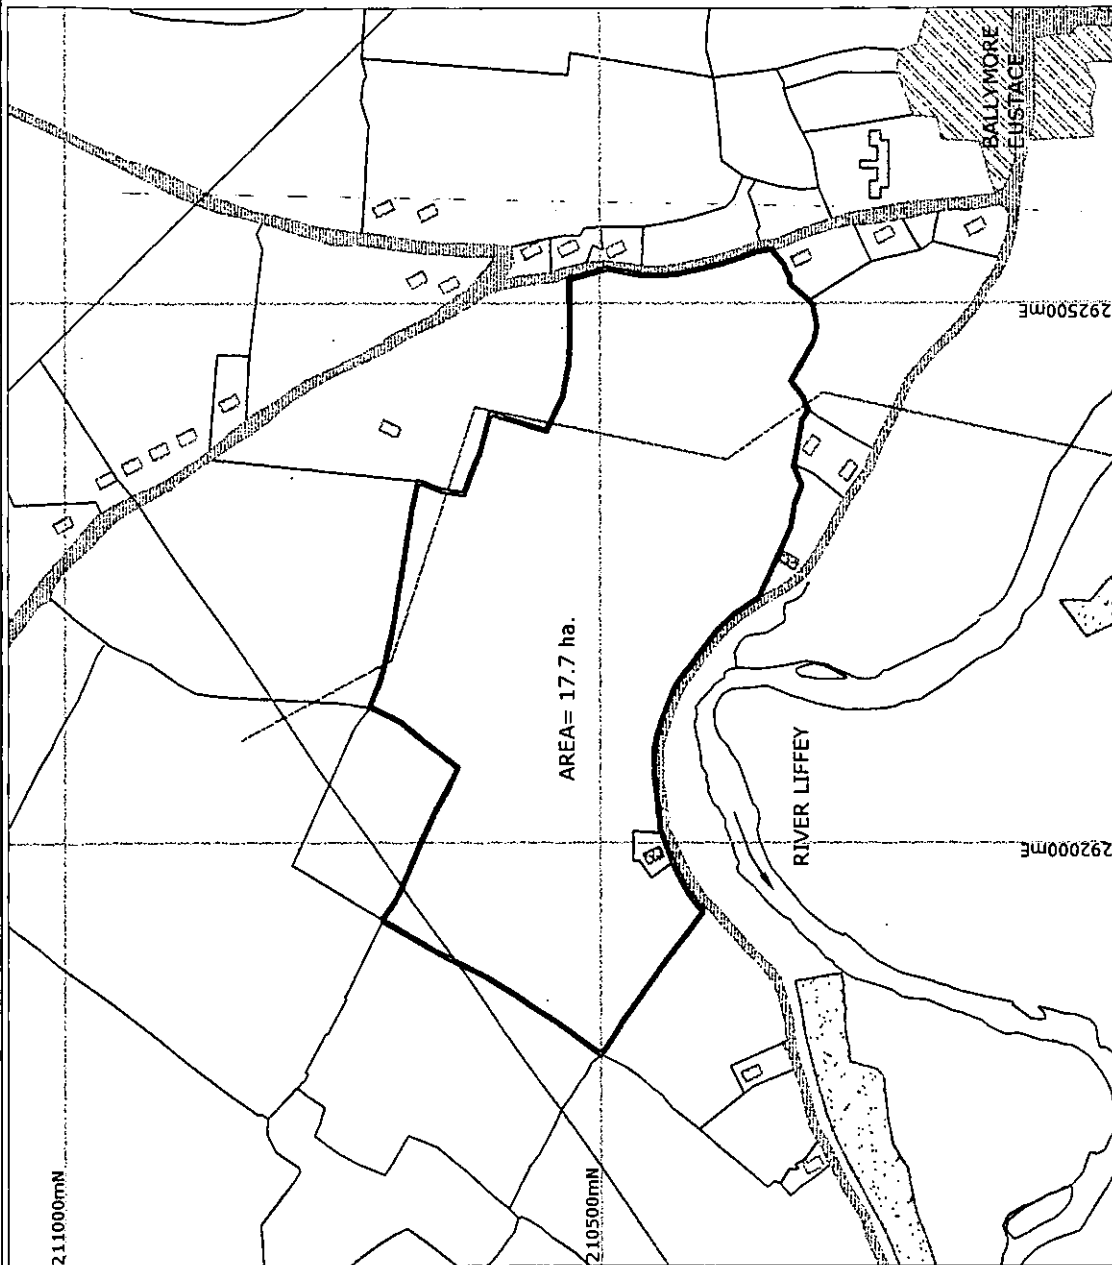 211000mN
210500mN
292500mE
292000mE
BALLYMORE
EUSTACE
AREA= 17.7 ha.
RIVER LIFFEY